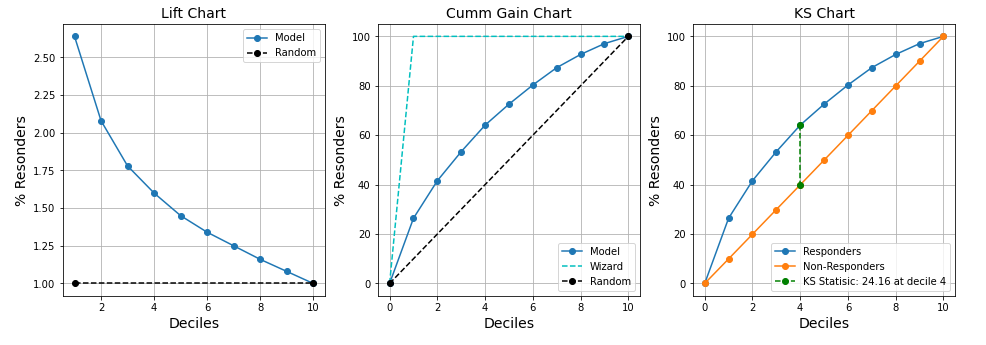 Lift Chart
% Resonders
2.50
2.25
2.00
1.75
1.50
1.25
1.00
2 4 6 8 10
Deciles
Model
Random
Cumm Gain Chart
% Resonders
100
80
60
40
20
0
0 2 4 6 8 10
Deciles
Model
Wizard
Random
KS Chart
% Resonders
100
80
60
40
20
0
0 2 4 6 8 10
Deciles
Responders
Non-Responders
KS Statisic: 24.16 at decile 4